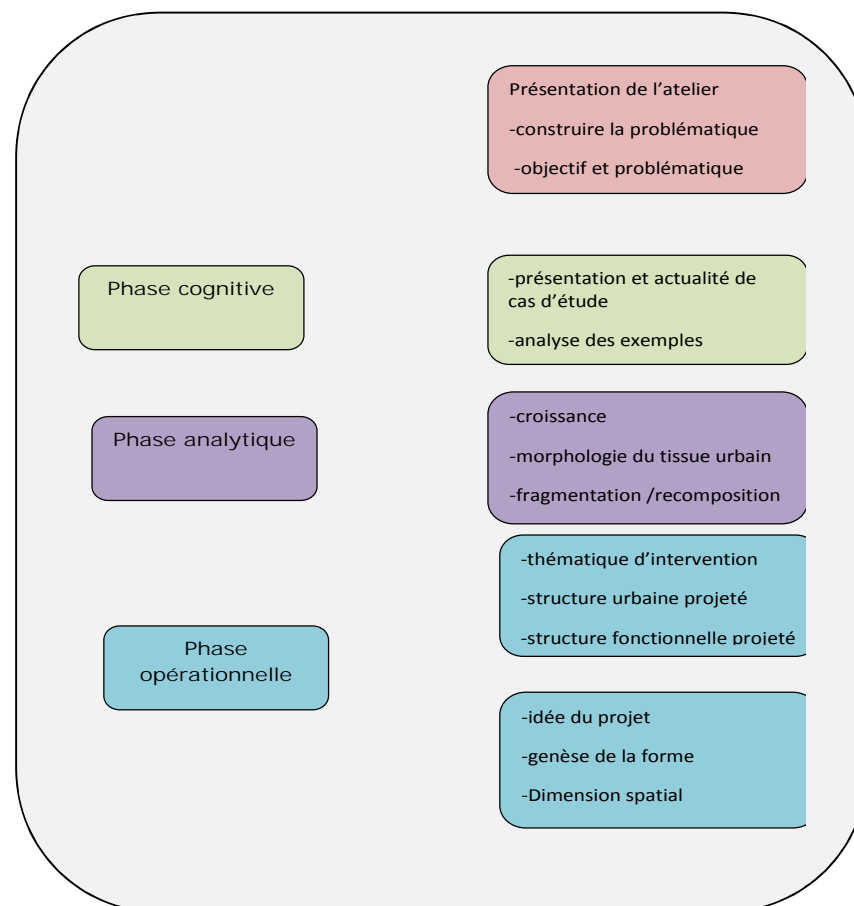 Présentation de l’atelier
-construire la problématique
-objectif et problématique
Phase cognitive
-présentation et actualité de
cas d’étude
-analyse des exemples
Phase analytique
-croissance
-morphologie du tissue urbain
-fragmentation /recomposition
Phase
opérationnelle
-thématique d’intervention
-structure urbaine projeté
-structure fonctionnelle projeté
-idée du projet
-genèse de la forme
-Dimension spatial